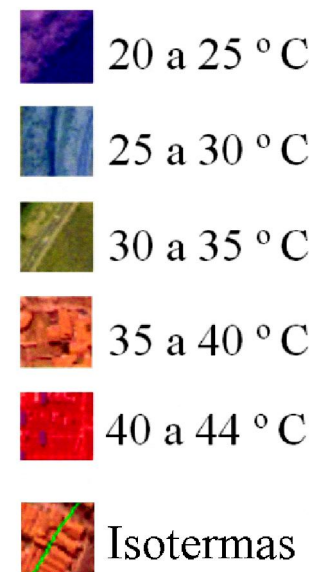 20 a 25 º C
25 a 30 º C
30 a 35 º C
35 a 40 º C
40 a 44 º C
Isotermas